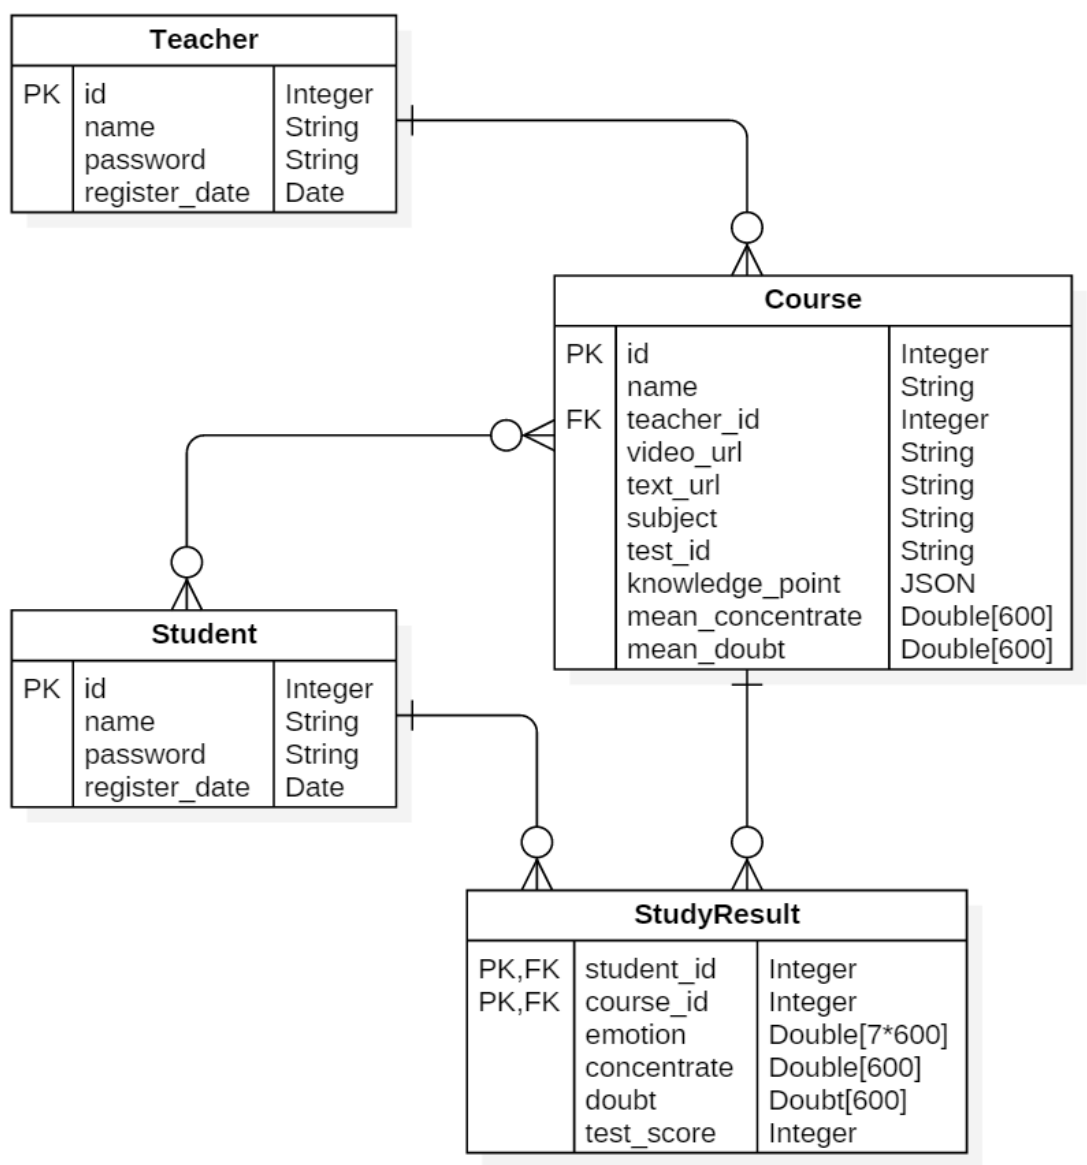 Teacher
PK id Integer
name String
password String
register_date Date
Course
PK id Integer
name String
FK teacher_id Integer
video_url String
text_url String
subject String
test_id String
knowledge_point JSON
mean_concentrate Double[600]
mean_doubt Double[600]
Student
PK id Integer
name String
password String
register_date Date
StudyResult
PK,FK student_id Integer
PK,FK course_id Integer
emotion Double[7*600]
concentrate Double[600]
doubt Doubt[600]
test_score Integer